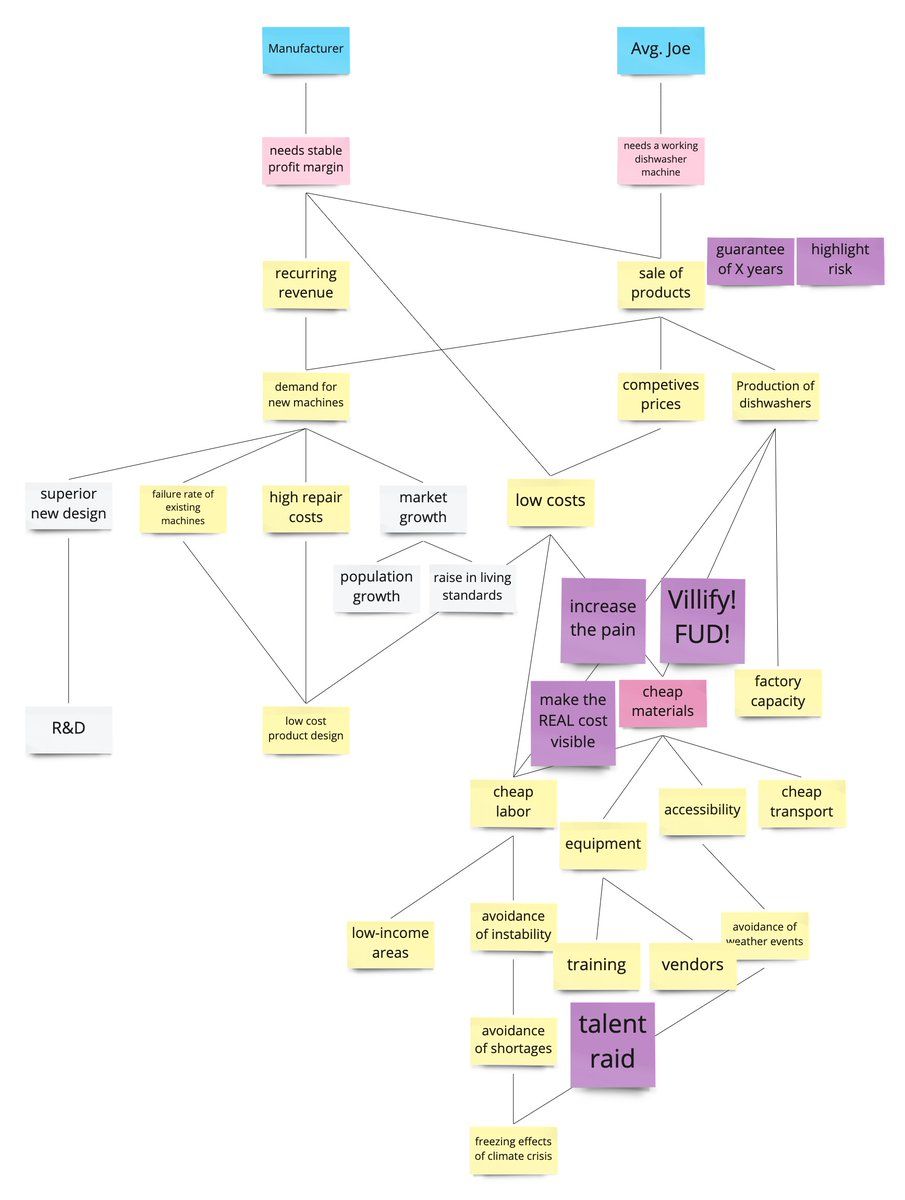 Manufacturer
Avg. Joe
needs stable
profit margin
needs a working
dishwasher
machine
guarantee
of X years
highlight
risk
recurring
revenue
sale of
products
demand for
new machines
competives
prices
Production of
dishwashers
superior
new design
failure rate of
existing
machines
high repair
costs
market
growth
low costs
population
growth
raise in living
standards
increase
the pain
Villify!
FUD!
R&D
low cost
product design
make the
REAL cost
visible
cheap
materials
factory
capacity
cheap
labor
equipment
accessibility
cheap
transport
low-income
areas
avoidance
of instability
training
vendors
avoidance of
weather events
avoidance
of shortages
talent
raid
freezing effects
of climate crisis